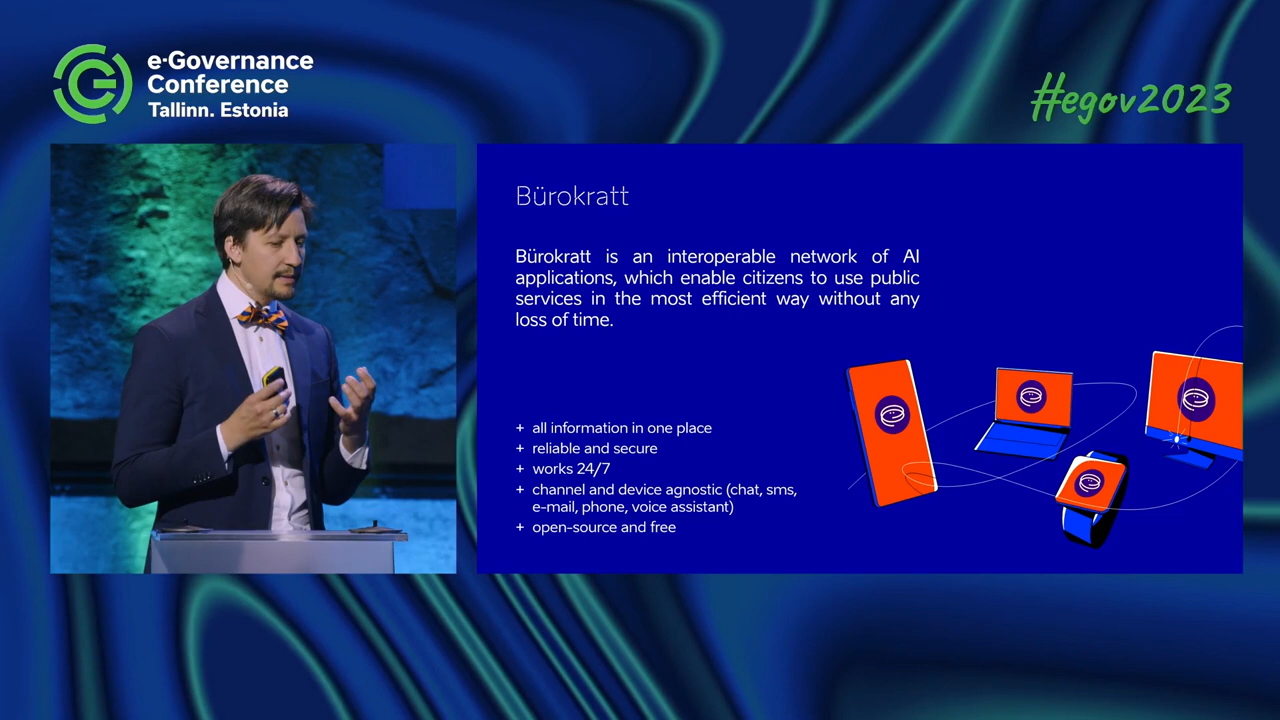 e-Governance
Conference
Tallinn. Estonia
#egov2023
Bürokratt
Bürokratt is an interoperable network of AI
applications, which enable citizens to use public
services in the most efficient way without any
loss of time.
+ all information in one place
+ reliable and secure
+ works 24/7
+ channel and device agnostic (chat, sms,
e-mail, phone, voice assistant)
+ open-source and free